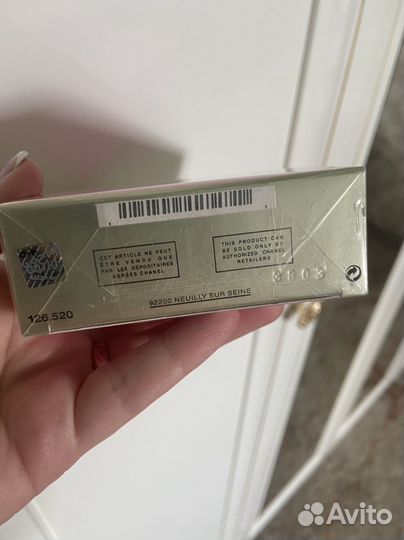 CET ARTICLE NE PEUT
ÊTRE VENDU QUE
PAR LES DÉPOSITAIRES
AGRÉÉS CHANEL
THIS PRODUCT CAN
BE SOLD ONLY BY
AUTHORIZED CHANEL
RETAILERS
3803
92200 NEUILLY SUR SEINE
126.520
Avito